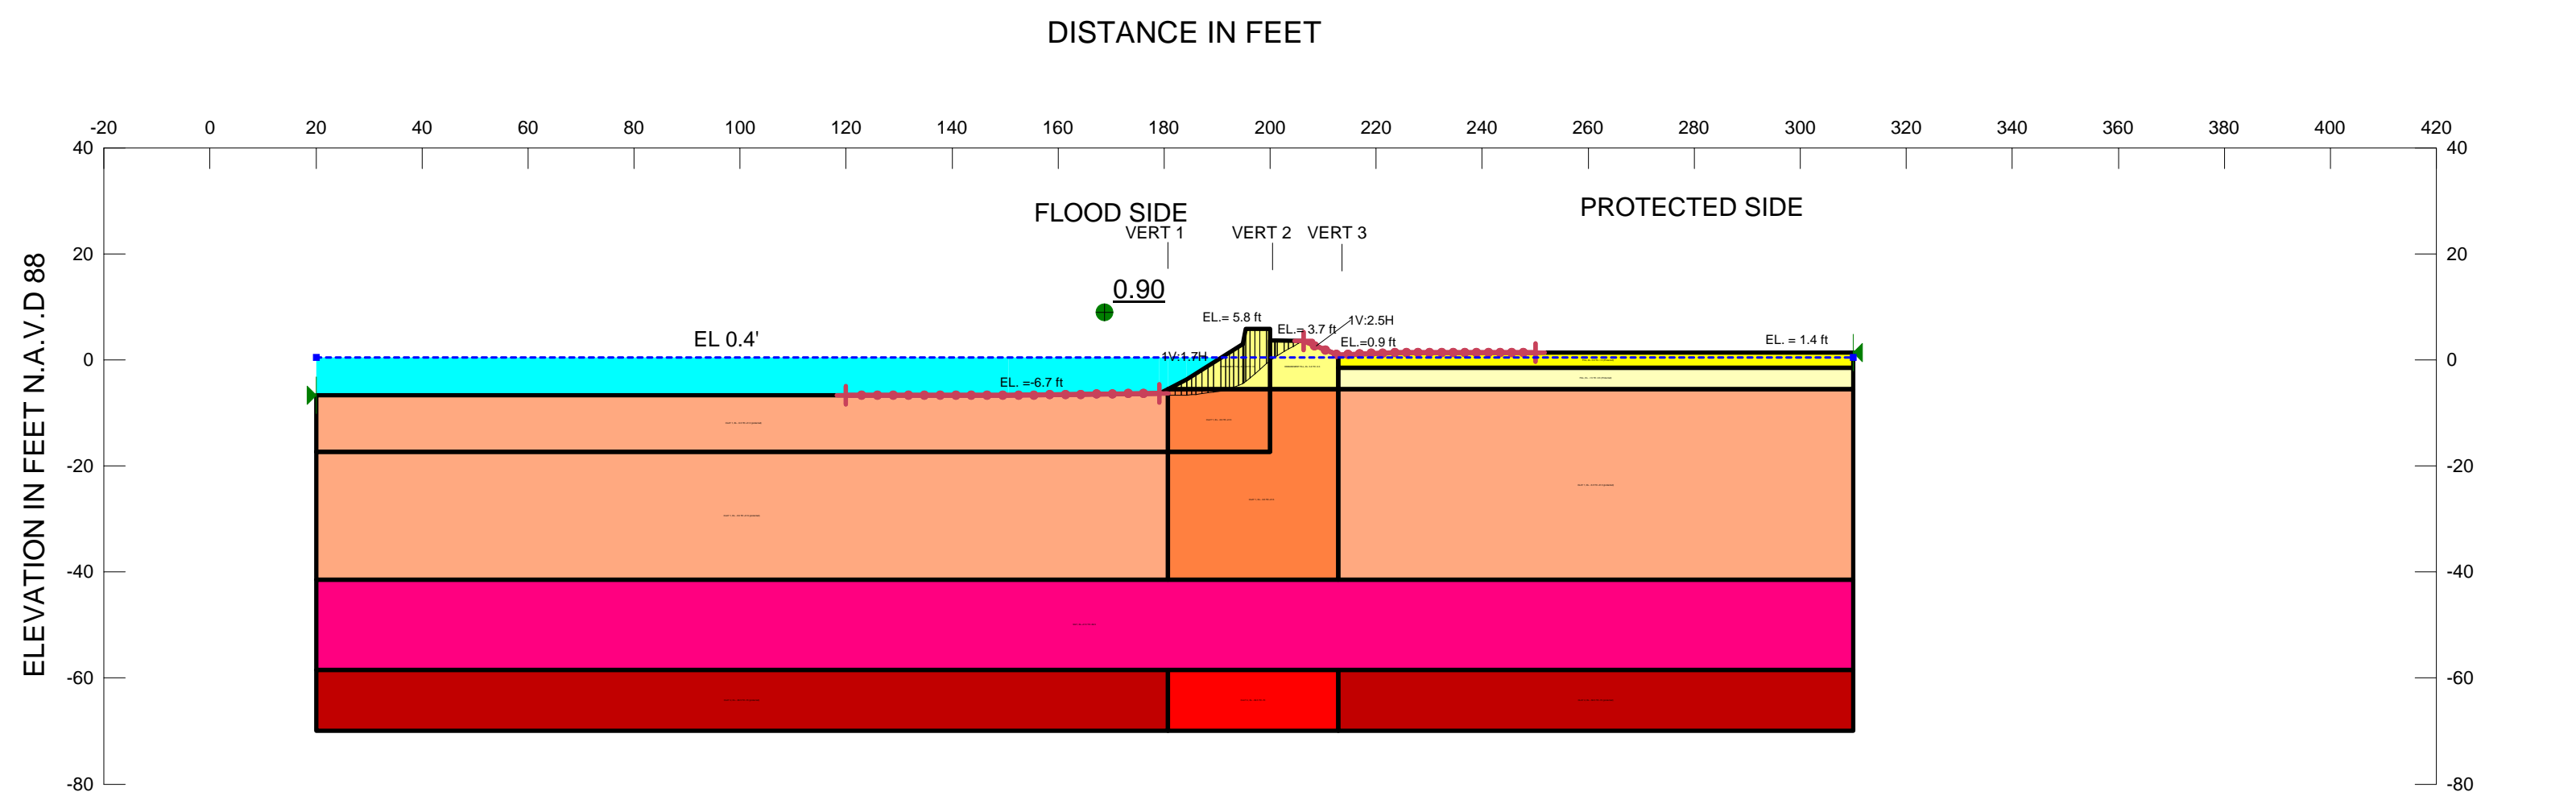 DISTANCE IN FEET
-20 0 20 40 60 80 100 120 140 160 180 200 220 240 260 280 300 320 340 360 380 400 420
40 40
FLOOD SIDE PROTECTED SIDE
VERT 1 VERT 2 VERT 3
20 20
0.90
EL.= 5.8 ft
1V:2.5H
EL.= 3.7 ft
EL 0.4'
EL.=0.9 ft
EL. = 1.4 ft
1V:1.7H
0 0
EL. =-6.7 ft
-20 -20
-40 -40
-60 -60
-80 -80
ELEVATION IN FEET N.A.V.D 88